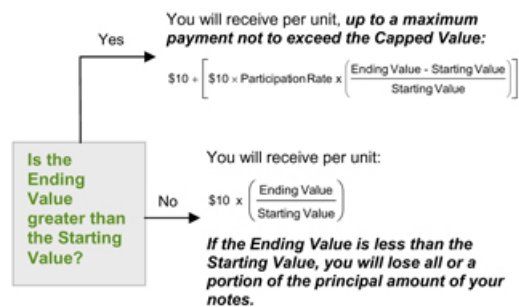 Yes
You will receive per unit, up to a maximum
payment not to exceed the Capped Value:
$10 + [$10 × Participation Rate x (Ending Value - Starting Value
Starting Value)]
Is the
Ending
Value
greater than
the Starting
Value?
No
You will receive per unit:
$10 x (Ending Value
Starting Value)
If the Ending Value is less than the
Starting Value, you will lose all or a
portion of the principal amount of your
notes.